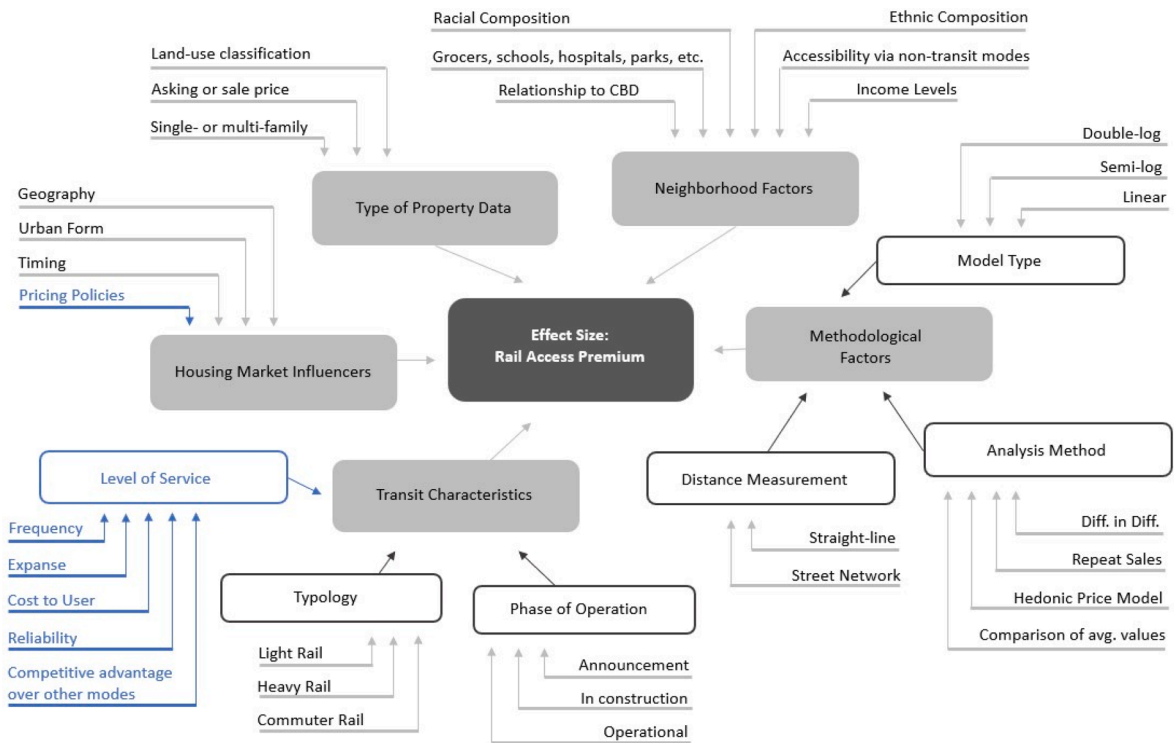 Racial Composition
Ethnic Composition
Land-use classification
Grocers, schools, hospitals, parks, etc.
Accessibility via non-transit modes
Asking or sale price
Relationship to CBD
Income Levels
Single- or multi-family
Double-log
Semi-log
Linear
Neighborhood Factors
Type of Property Data
Geography
Urban Form
Timing
Pricing Policies
Model Type
Effect Size:
Rail Access Premium
Methodological
Factors
Housing Market Influencers
Level of Service
Transit Characteristics
Distance Measurement
Analysis Method
Frequency
Expanse
Cost to User
Reliability
Competitive advantage
over other modes
Typology
Phase of Operation
Light Rail
Heavy Rail
Commuter Rail
Announcement
In construction
Operational
Straight-line
Street Network
Diff. in Diff.
Repeat Sales
Hedonic Price Model
Comparison of avg. values